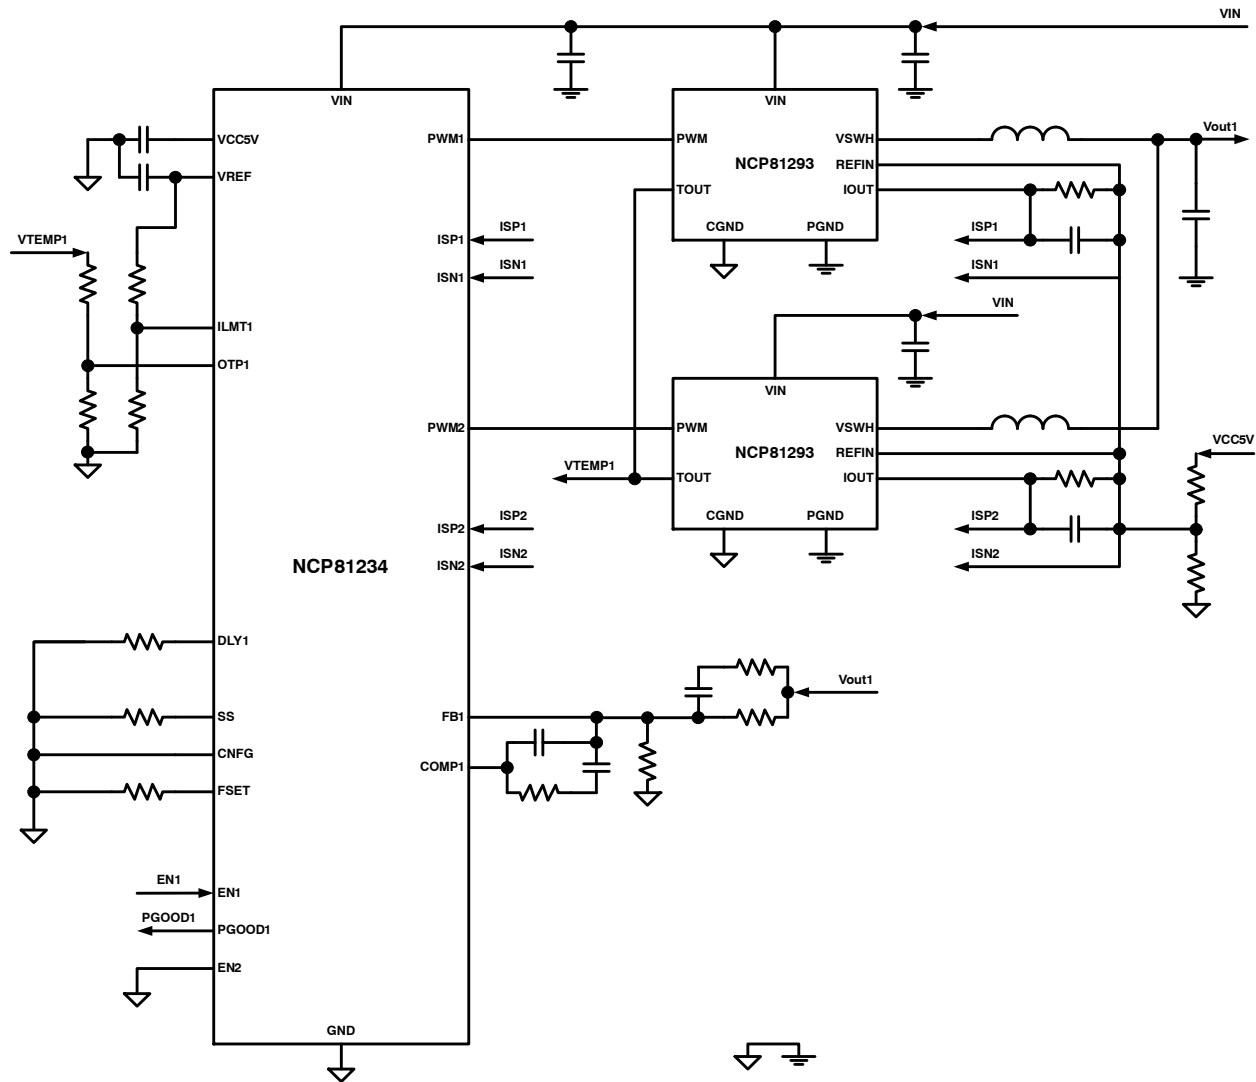 VIN
VIN
VIN
VCC5V
PWM1
PWM
VSWH
Vout1
NCP81293
REFIN
VREF
TOUT
IOUT
CGND
PGND
ISP1
ISP1
ISP1
VTEMP1
ISN1
ISN1
ISN1
VIN
ILMT1
OTP1
VIN
PWM2
PWM
VSWH
VCC5V
NCP81293
REFIN
VTEMP1
TOUT
IOUT
CGND
PGND
ISP2
ISP2
ISP2
ISN2
ISN2
ISN2
NCP81234
DLY1
Vout1
SS
FB1
CNFG
COMP1
FSET
EN1
EN1
PGOOD1
PGOOD1
EN2
GND